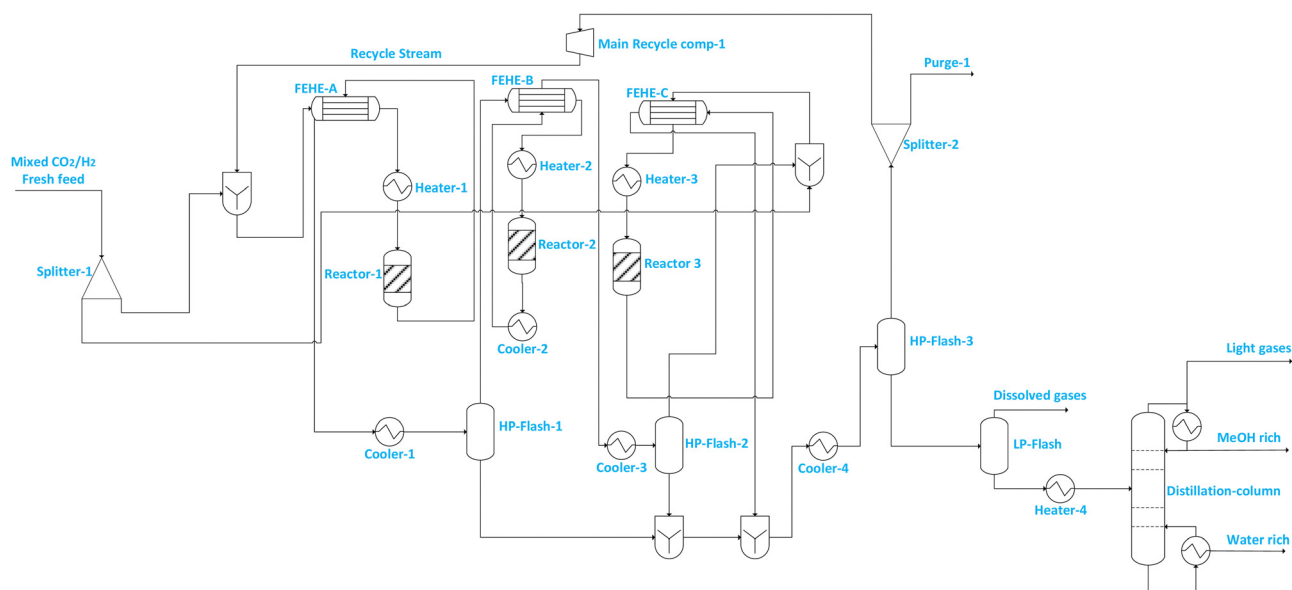 Main Recycle comp-1
Recycle Stream
Purge-1
FEHE-A
FEHE-B
FEHE-C
Splitter-2
Mixed CO2/H2
Fresh feed
Heater-1
Heater-2
Heater-3
Splitter-1
Reactor-1
Reactor-2
Reactor 3
Cooler-2
HP-Flash-3
Light gases
Dissolved gases
HP-Flash-1
HP-Flash-2
LP-Flash
MeOH rich
Cooler-1
Cooler-3
Cooler-4
Distillation-column
Heater-4
Water rich